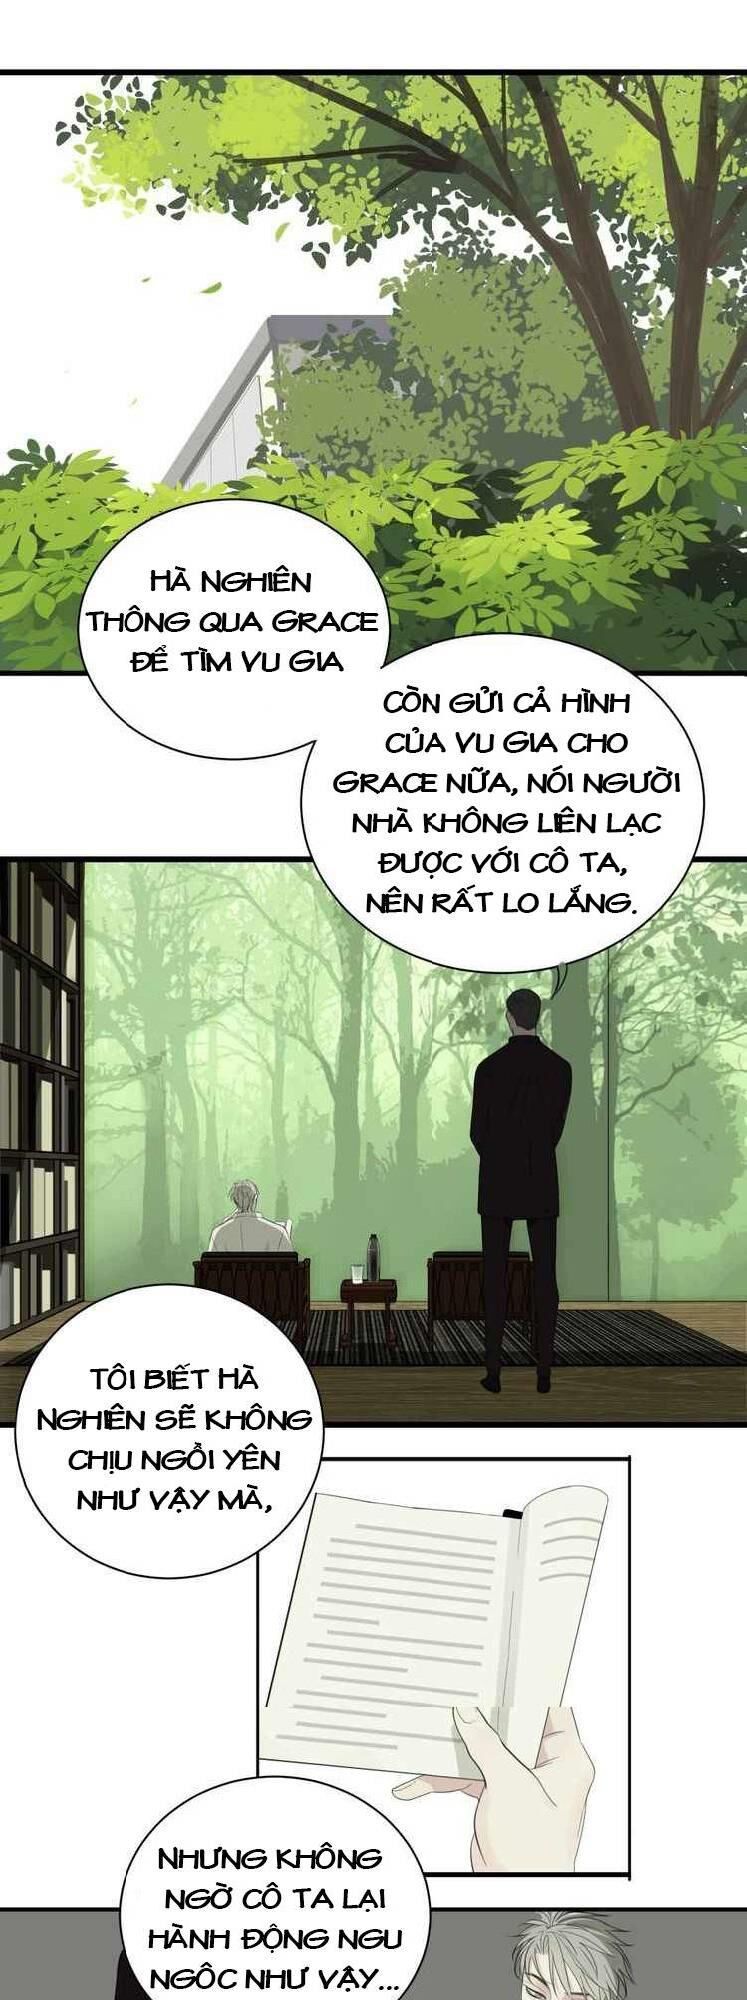 HÀ NGHIÊN
THÔNG QUA GRACE
ĐỂ TÌM VU GIA
CÒN GỬI CẢ HÌNH
CỦA VU GIA CHO
GRACE NỮA, NÓI NGƯỜI
NHÀ KHÔNG LIÊN LẠC
ĐƯỢC VỚI CÔ TA,
NÊN RẤT LO LẮNG.
TÔI BIẾT HÀ
NGHIÊN SẼ KHÔNG
CHỊU NGỒI YÊN
NHƯ VẬY MÀ,
NHƯNG KHÔNG
NGỜ CÔ TA LẠI
HÀNH ĐỘNG NGU
NGỐC NHƯ VẬY...